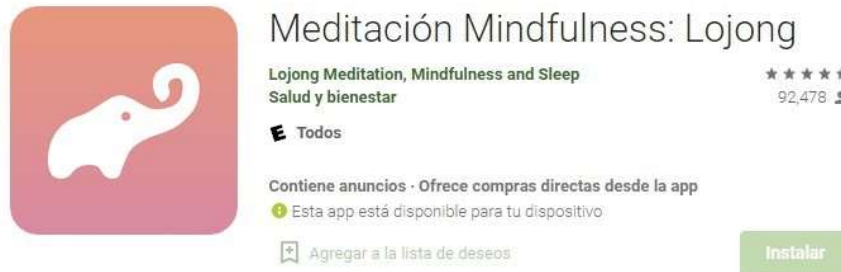 Meditación Mindfulness: Lojong
Lojong Meditation, Mindfulness and Sleep
Salud y bienestar
92,478
E Todos
Contiene anuncios · Ofrece compras directas desde la app
Esta app está disponible para tu dispositivo
Agregar a la lista de deseos
Instalar